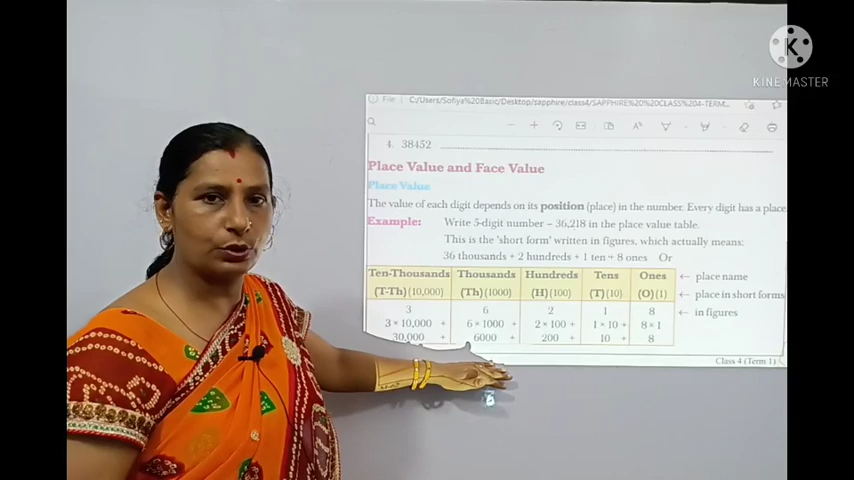 K
KINEMASTER
File | C:/Users/Sofiya%20Basic/Desktop/sapphire/class4/SAPPHIRE%20%20CLASS%204-TERM...
4. 38452
Place Value and Face Value
Place Value
The value of each digit depends on its position (place) in the number. Every digit has a place
Example: Write 5-digit number – 36,218 in the place value table.
This is the 'short form' written in figures, which actually means:
36 thousands + 2 hundreds + 1 ten + 8 ones Or
Ten-Thousands Thousands Hundreds Tens Ones ← place name
(T-Th)(10,000) (Th)(1000) (H)(100) (T)(10) (O)(1) ← place in short forms
3 6 2 1 8 ← in figures
3 × 10,000 + 6 × 1000 + 2 × 100 + 1 × 10 + 8 × 1
30,000 + 6000 + 200 + 10 + 8
Class 4 (Term 1)